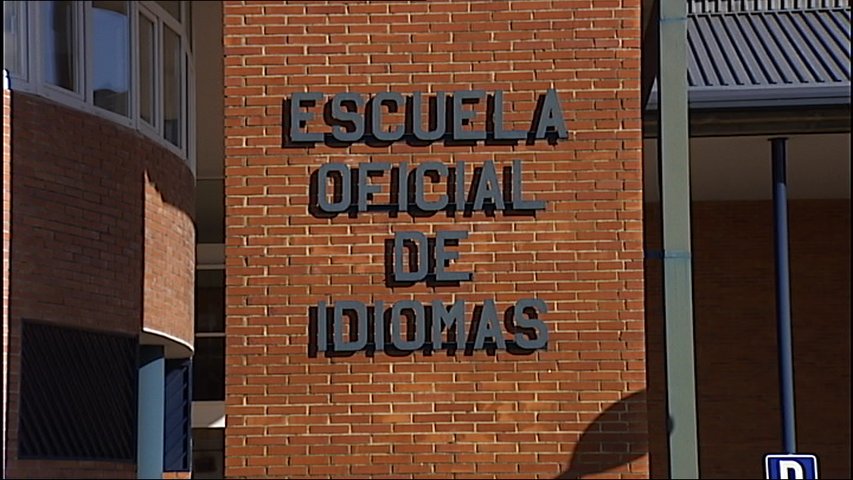 ESCUELA
OFICIAL
DE
IDIOMAS